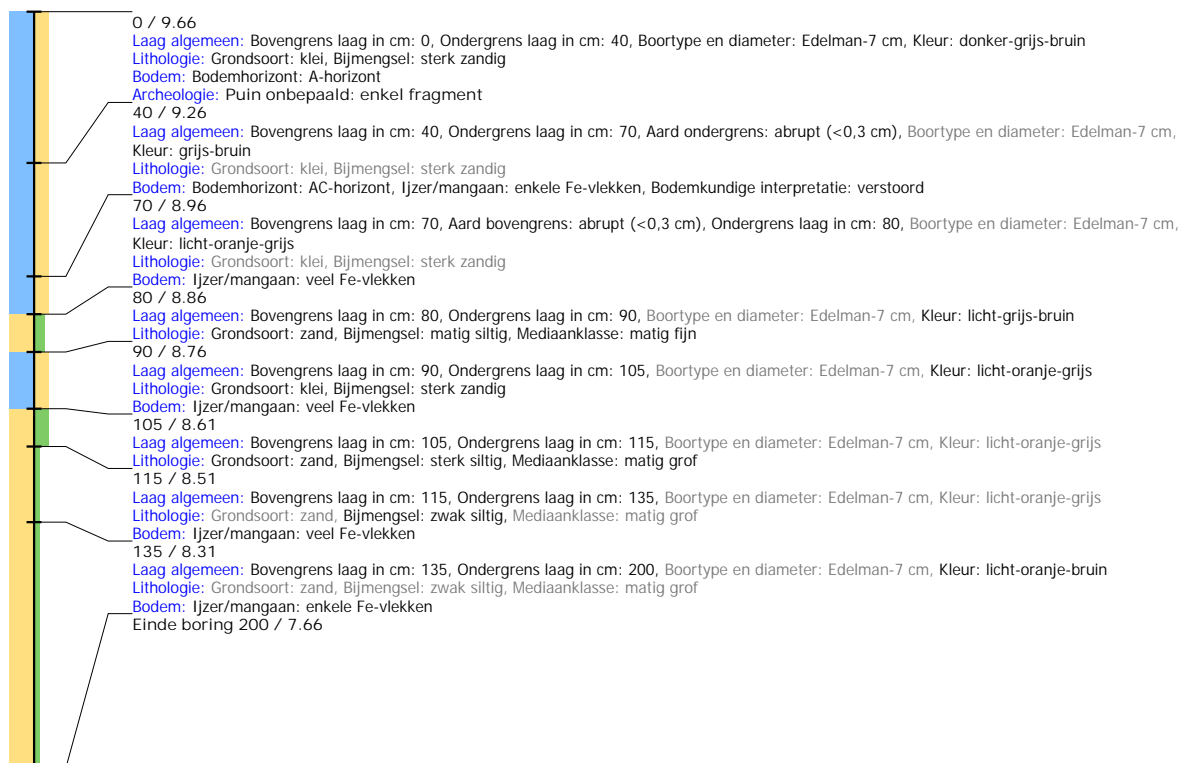 0 / 9.66
Laag algemeen: Bovengrens laag in cm: 0, Ondergrens laag in cm: 40, Boortype en diameter: Edelman-7 cm, Kleur: donker-grijs-bruin
Lithologie: Grondsoort: klei, Bijmengsel: sterk zandig
Bodem: Bodemhorizont: A-horizont
Archeologie: Puin onbepaald: enkel fragment
40 / 9.26
Laag algemeen: Bovengrens laag in cm: 40, Ondergrens laag in cm: 70, Aard ondergrens: abrupt (<0,3 cm), Boortype en diameter: Edelman-7 cm,
Kleur: grijs-bruin
Lithologie: Grondsoort: klei, Bijmengsel: sterk zandig
Bodem: Bodemhorizont: AC-horizont, Ijzer/mangaan: enkele Fe-vlekken, Bodemkundige interpretatie: verstoord
70 / 8.96
Laag algemeen: Bovengrens laag in cm: 70, Aard bovengrens: abrupt (<0,3 cm), Ondergrens laag in cm: 80, Boortype en diameter: Edelman-7 cm,
Kleur: licht-oranje-grijs
Lithologie: Grondsoort: klei, Bijmengsel: sterk zandig
Bodem: Ijzer/mangaan: veel Fe-vlekken
80 / 8.86
Laag algemeen: Bovengrens laag in cm: 80, Ondergrens laag in cm: 90, Boortype en diameter: Edelman-7 cm, Kleur: licht-grijs-bruin
Lithologie: Grondsoort: zand, Bijmengsel: matig siltig, Mediaanklasse: matig fijn
90 / 8.76
Laag algemeen: Bovengrens laag in cm: 90, Ondergrens laag in cm: 105, Boortype en diameter: Edelman-7 cm, Kleur: licht-oranje-grijs
Lithologie: Grondsoort: klei, Bijmengsel: sterk zandig
Bodem: Ijzer/mangaan: veel Fe-vlekken
105 / 8.61
Laag algemeen: Bovengrens laag in cm: 105, Ondergrens laag in cm: 115, Boortype en diameter: Edelman-7 cm, Kleur: licht-oranje-grijs
Lithologie: Grondsoort: zand, Bijmengsel: sterk siltig, Mediaanklasse: matig grof
115 / 8.51
Laag algemeen: Bovengrens laag in cm: 115, Ondergrens laag in cm: 135, Boortype en diameter: Edelman-7 cm, Kleur: licht-oranje-grijs
Lithologie: Grondsoort: zand, Bijmengsel: zwak siltig, Mediaanklasse: matig grof
Bodem: Ijzer/mangaan: veel Fe-vlekken
135 / 8.31
Laag algemeen: Bovengrens laag in cm: 135, Ondergrens laag in cm: 200, Boortype en diameter: Edelman-7 cm, Kleur: licht-oranje-bruin
Lithologie: Grondsoort: zand, Bijmengsel: zwak siltig, Mediaanklasse: matig grof
Bodem: Ijzer/mangaan: enkele Fe-vlekken
Einde boring 200 / 7.66